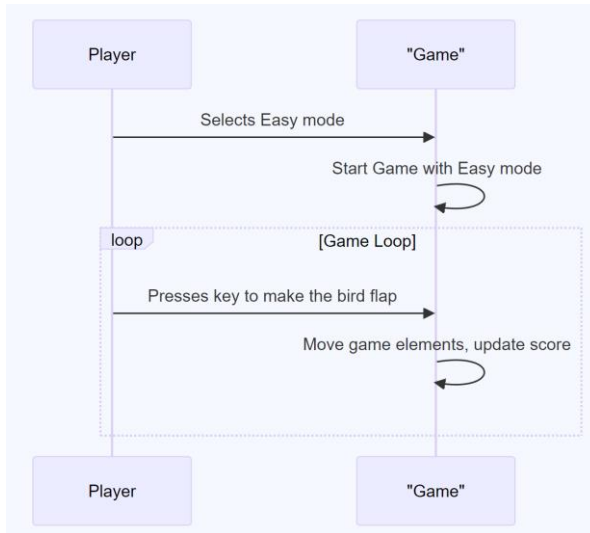 Player
"Game"
Selects Easy mode
Start Game with Easy mode
loop
[Game Loop]
Presses key to make the bird flap
Move game elements, update score
Player
"Game"